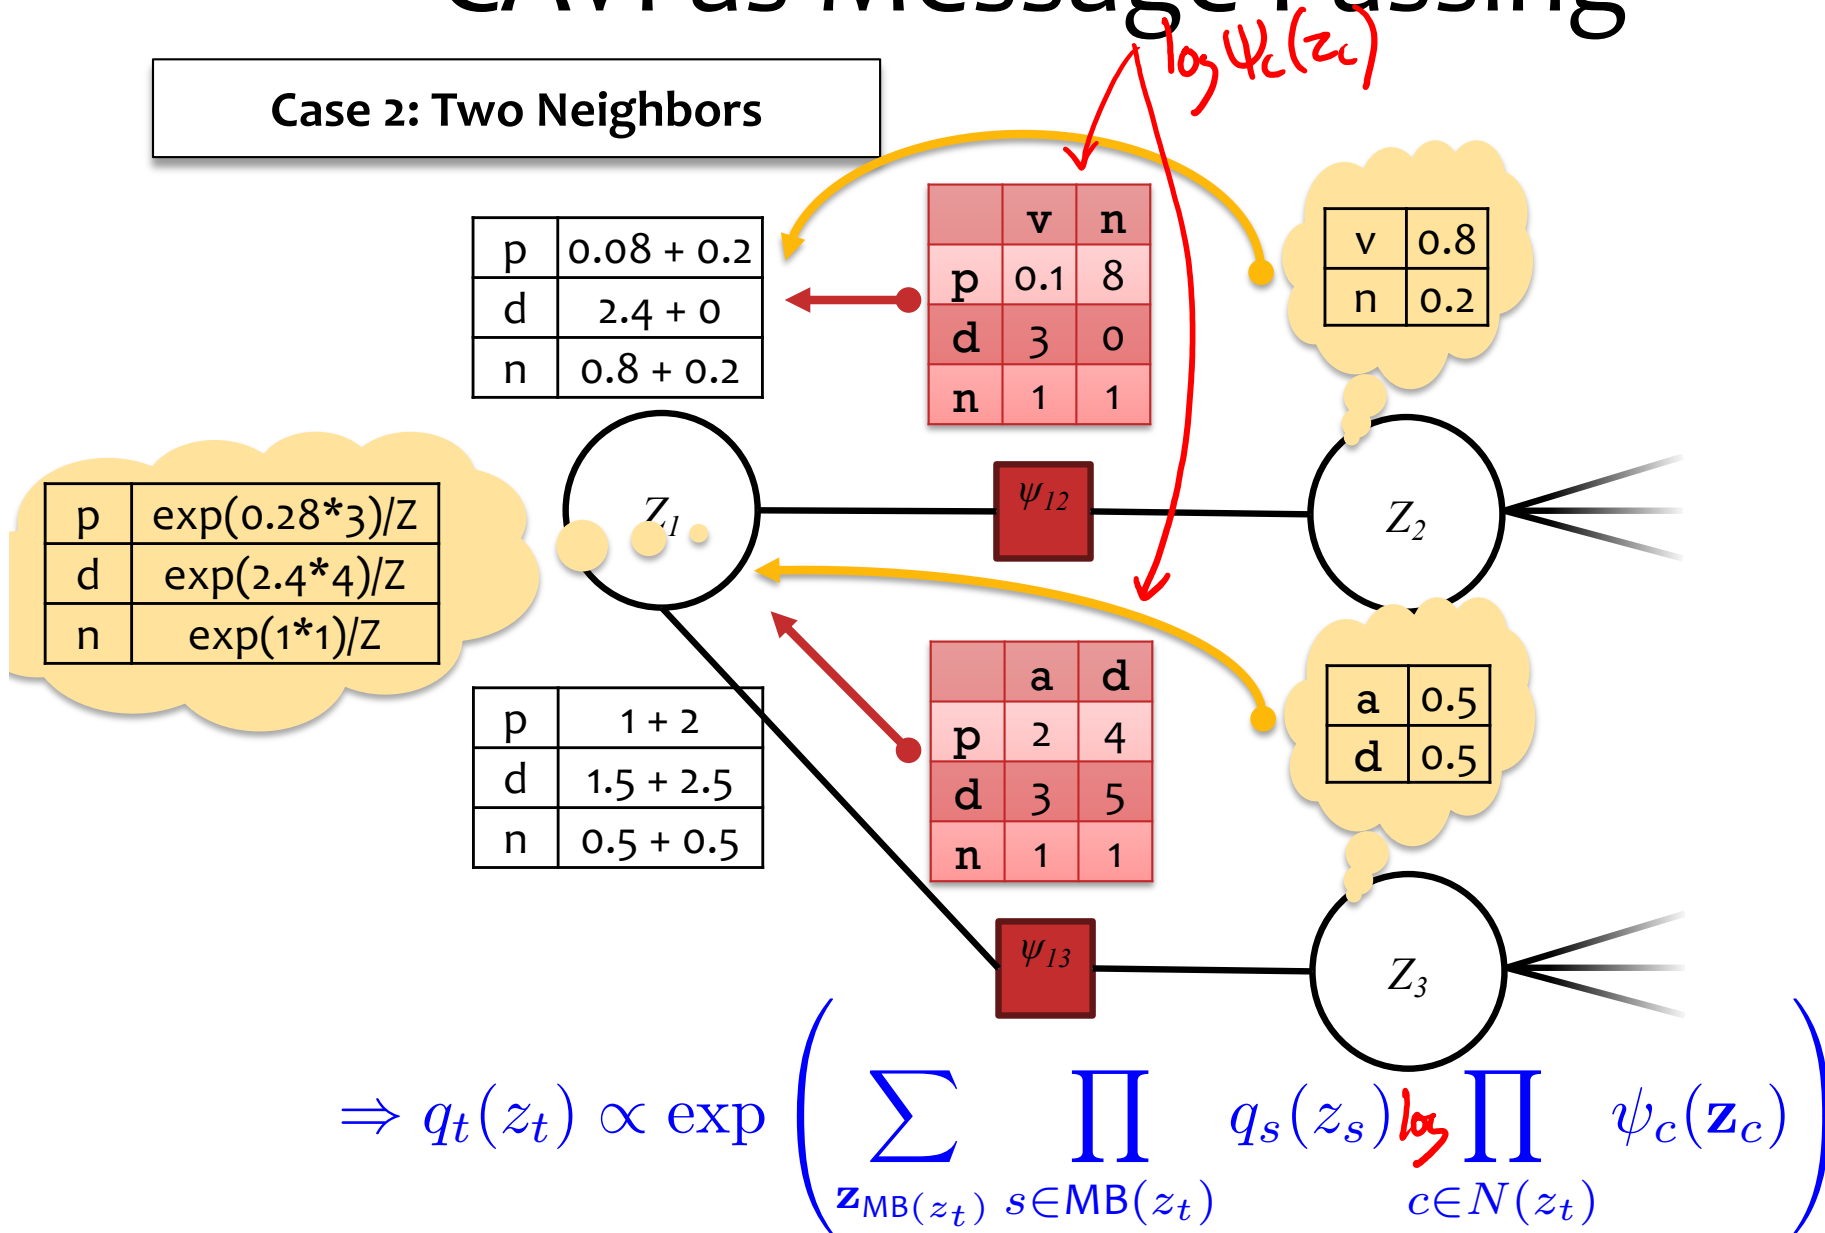 CAVI as Message Passing
log ψc(zc)
Case 2: Two Neighbors
p 0.08 + 0.2
d 2.4 + 0
n 0.8 + 0.2
v n
p 0.1 8
d 3 0
n 1 1
v 0.8
n 0.2
p exp(0.28*3)/Z
d exp(2.4*4)/Z
n exp(1*1)/Z
Z1
ψ12
Z2
p 1 + 2
d 1.5 + 2.5
n 0.5 + 0.5
a d
p 2 4
d 3 5
n 1 1
a 0.5
d 0.5
ψ13
Z3
⇒ qt(zt) ∝ exp ( ∑ zMB(zt) ∏ s∈MB(zt) qs(zs) log ∏ c∈N(zt) ψc(zc) )